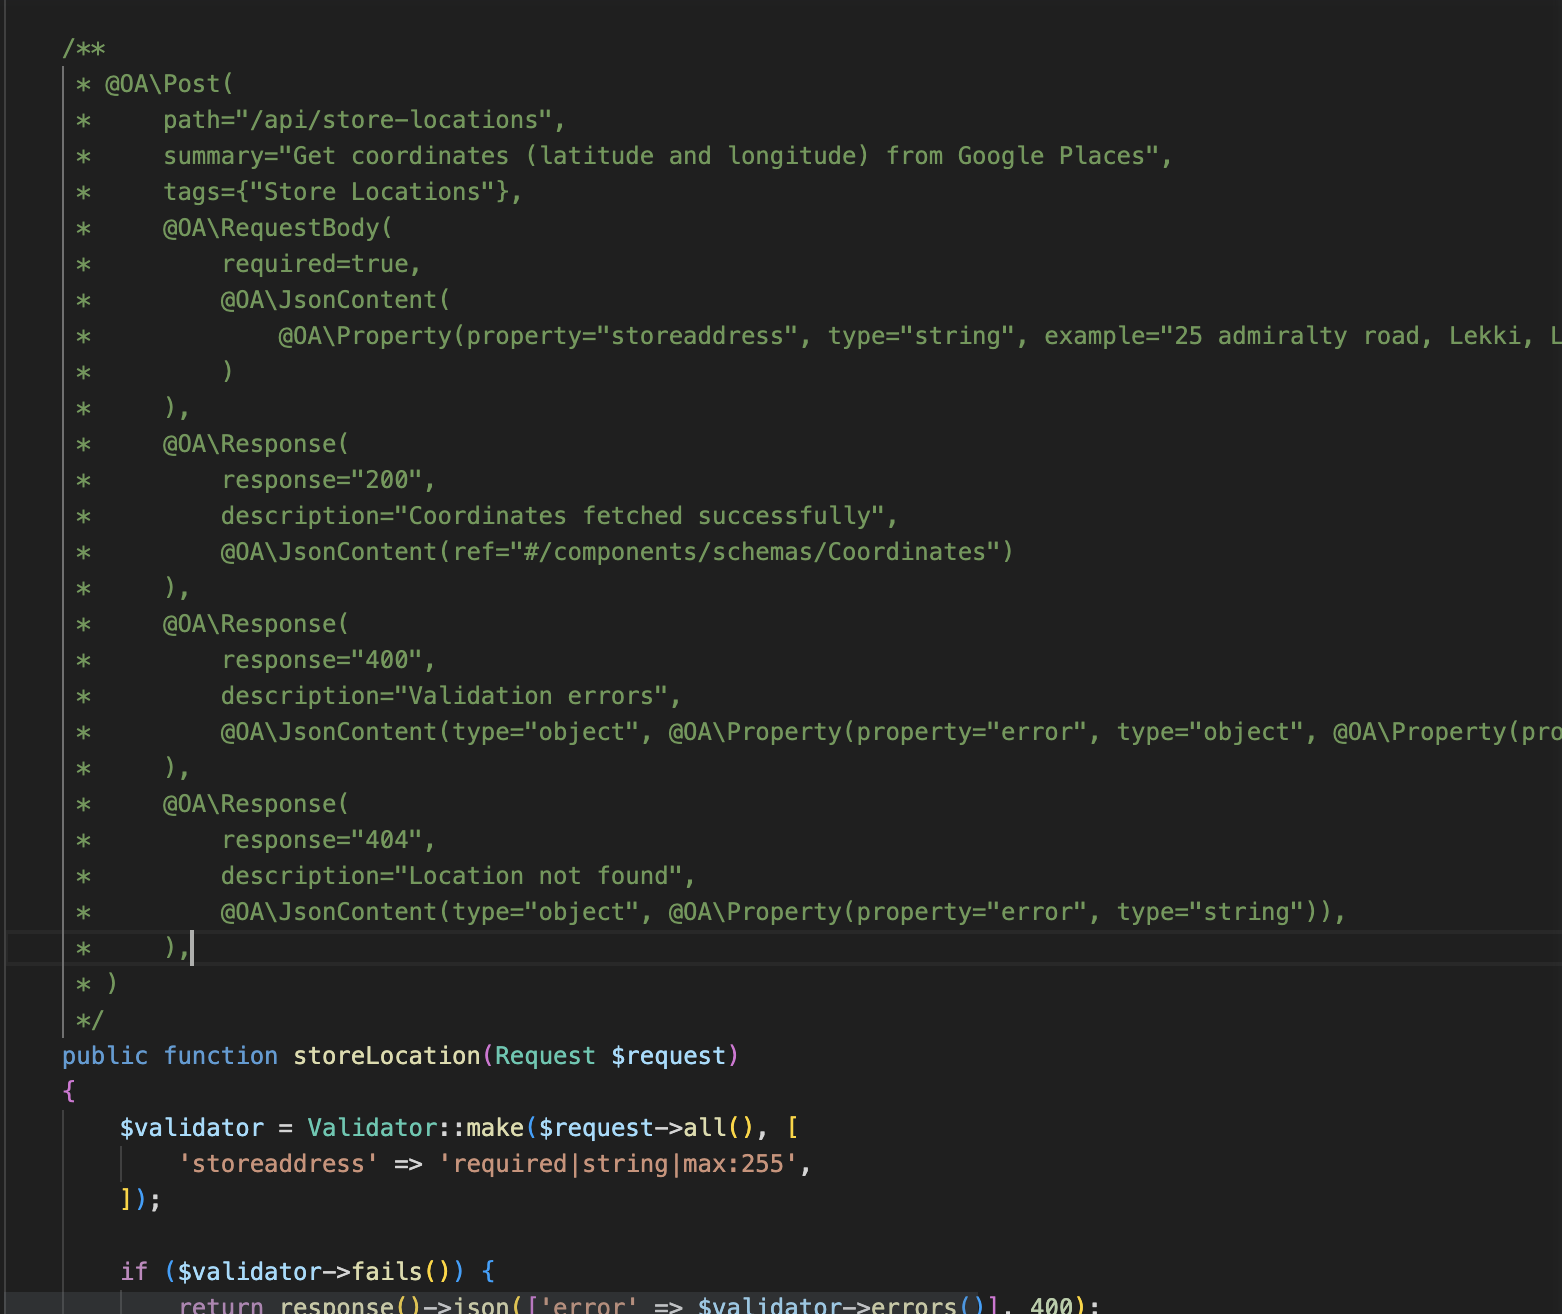 /**
 * @OA\Post(
 *     path="/api/store-locations",
 *     summary="Get coordinates (latitude and longitude) from Google Places",
 *     tags={"Store Locations"},
 *     @OA\RequestBody(
 *         required=true,
 *         @OA\JsonContent(
 *             @OA\Property(property="storeaddress", type="string", example="25 admiralty road, Lekki, L
 *         )
 *     ),
 *     @OA\Response(
 *         response="200",
 *         description="Coordinates fetched successfully",
 *         @OA\JsonContent(ref="#/components/schemas/Coordinates")
 *     ),
 *     @OA\Response(
 *         response="400",
 *         description="Validation errors",
 *         @OA\JsonContent(type="object", @OA\Property(property="error", type="object", @OA\Property(pro
 *     ),
 *     @OA\Response(
 *         response="404",
 *         description="Location not found",
 *         @OA\JsonContent(type="object", @OA\Property(property="error", type="string")),
 *     ),
 * )
 */
public function storeLocation(Request $request)
{
    $validator = Validator::make($request->all(), [
        'storeaddress' => 'required|string|max:255',
    ]);

    if ($validator->fails()) {
        return response()->json(['error' => $validator->errors()], 400);